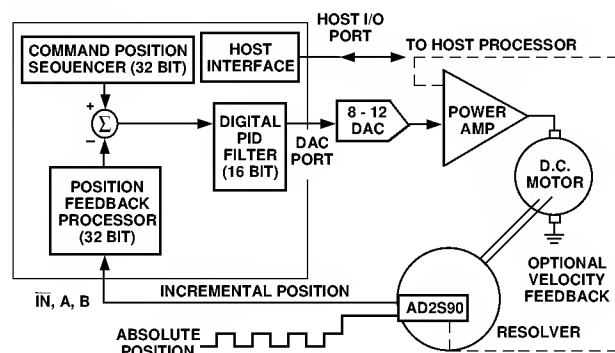 COMMAND POSITION
SEQUENCER (32 BIT)
HOST
INTERFACE
HOST I/O
PORT
TO HOST PROCESSOR
+
Σ
–
DIGITAL
PID
FILTER
(16 BIT)
DAC
PORT
8 - 12
DAC
POWER
AMP
D.C.
MOTOR
POSITION
FEEDBACK
PROCESSOR
(32 BIT)
OPTIONAL
VELOCITY
FEEDBACK
IN, A, B
INCREMENTAL POSITION
AD2S90
RESOLVER
ABSOLUTE
POSITION